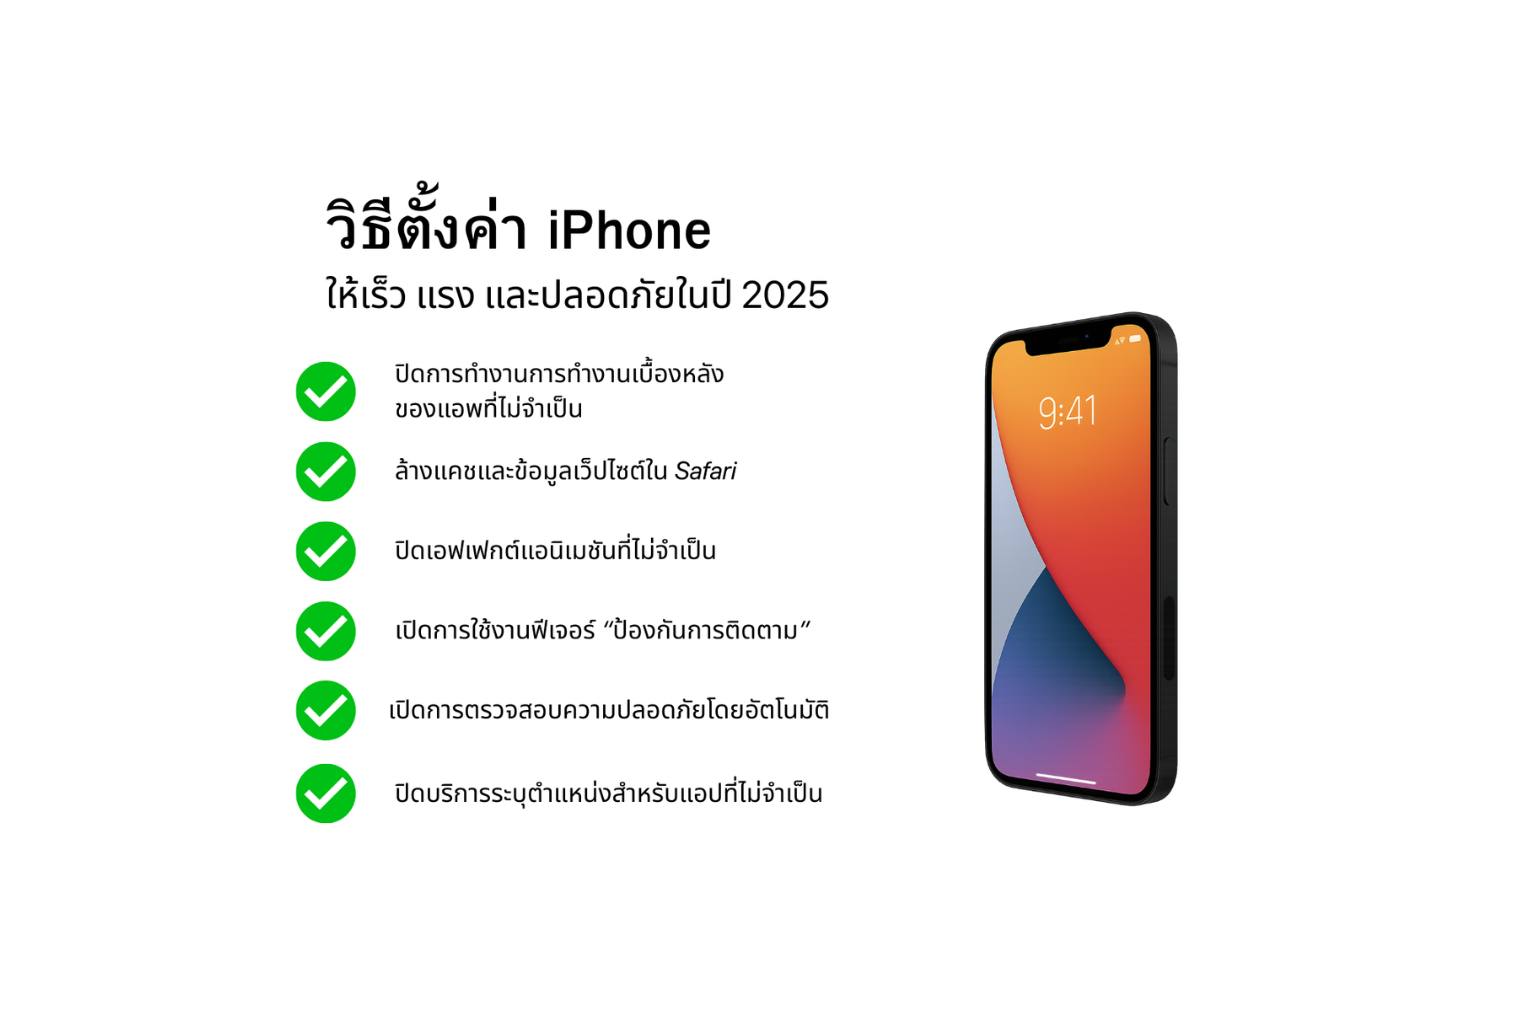 วิธีตั้งค่า iPhone
ให้เร็ว แรง และปลอดภัยในปี 2025
ปิดการทำงานการทำงานเบื้องหลัง
ของแอพที่ไม่จำเป็น
ล้างแคชและข้อมูลเว็ปไซต์ใน Safari
ปิดเอฟเฟกต์แอนิเมชันที่ไม่จำเป็น
เปิดการใช้งานฟีเจอร์ “ป้องกันการติดตาม”
เปิดการตรวจสอบความปลอดภัยโดยอัตโนมัติ
ปิดบริการระบุตำแหน่งสำหรับแอปที่ไม่จำเป็น
9:41